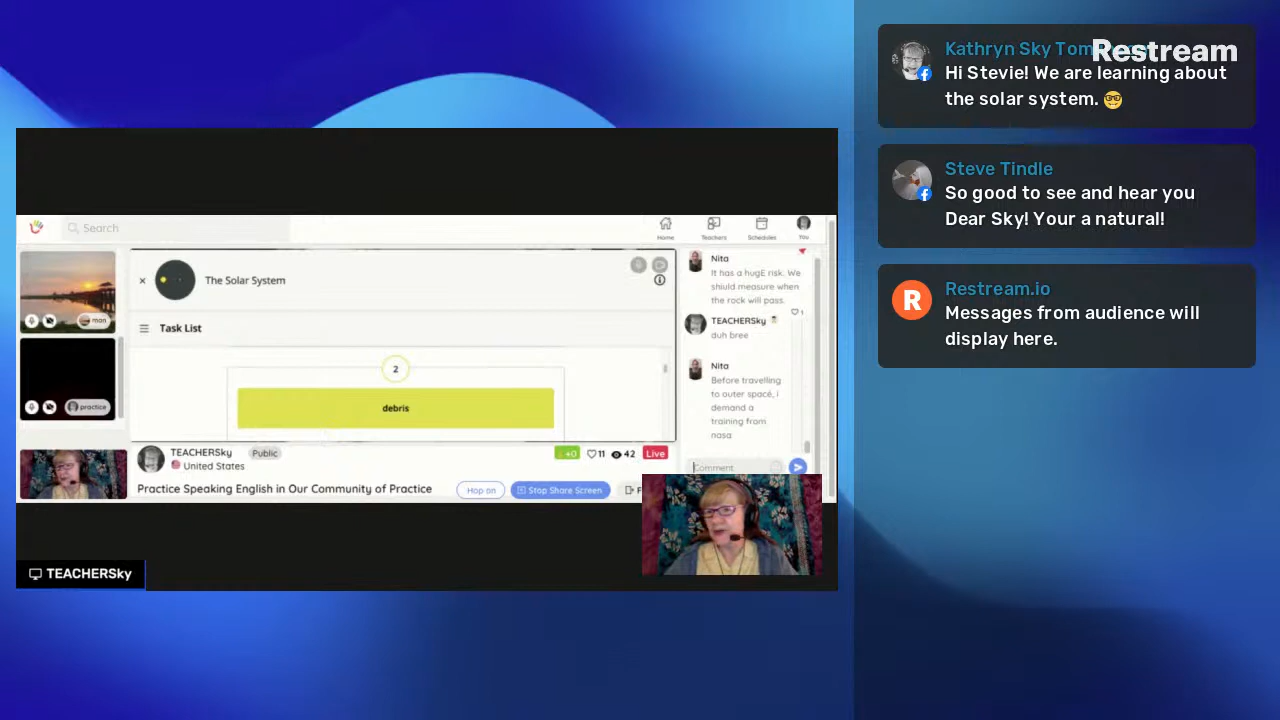 Search
Home
Teachers
Schedules
You
The Solar System
Task List
2
debris
man
practice
Nita
It has a hugE risk. We
shiuld measure when
the rock will pass.
1
TEACHERSky
duh bree
Nita
Before travelling
to outer space, i
demand a
training from
nasa
Comment
TEACHERSky
Public
United States
+0
11
42
Live
Practice Speaking English in Our Community of Practice
Hop on
Stop Share Screen
F
TEACHERSky
Kathryn Sky Tom
Restream
Hi Stevie! We are learning about
the solar system. 🤓
Steve Tindle
So good to see and hear you
Dear Sky! Your a natural!
R
Restream.io
Messages from audience will
display here.